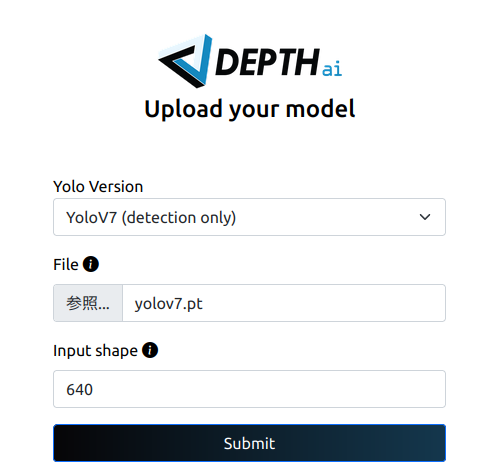 DEPTH ai
Upload your model
Yolo Version
YoloV7 (detection only)
File i
参照... yolov7.pt
Input shape i
640
Submit